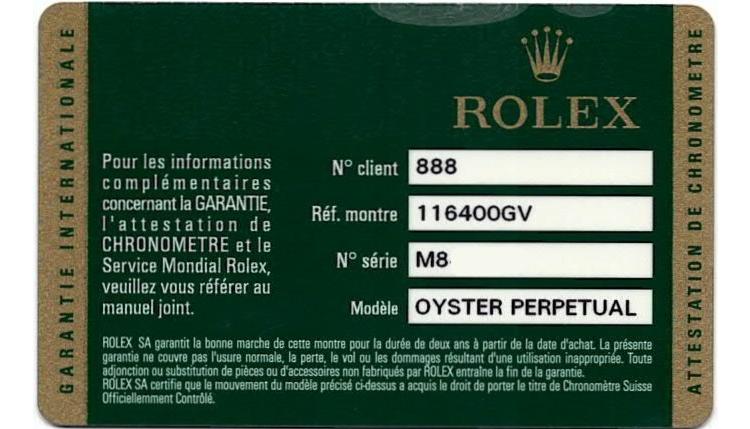 GARANTIE INTERNATIONALE
ROLEX
Pour les informations
complémentaires
concernant la GARANTIE,
l'attestation de
CHRONOMETRE et le
Service Mondial Rolex,
veuillez vous référer au
manuel joint.
N° client 888
Réf. montre 116400GV
N° série M8
Modèle OYSTER PERPETUAL
ROLEX SA garantit la bonne marche de cette montre pour la durée de deux ans à partir de la date d'achat. La présente
garantie ne couvre pas l'usure normale, la perte, le vol ou les dommages résultant d'une utilisation inappropriée. Toute
adjonction ou substitution de pièces ou d'accessoires non fabriqués par ROLEX entraîne la fin de la garantie.
ROLEX SA certifie que le mouvement du modèle précisé ci-dessus a acquis le droit de porter le titre de Chronomètre Suisse
Officiellement Contrôlé.
ATTESTATION DE CHRONOMETRE